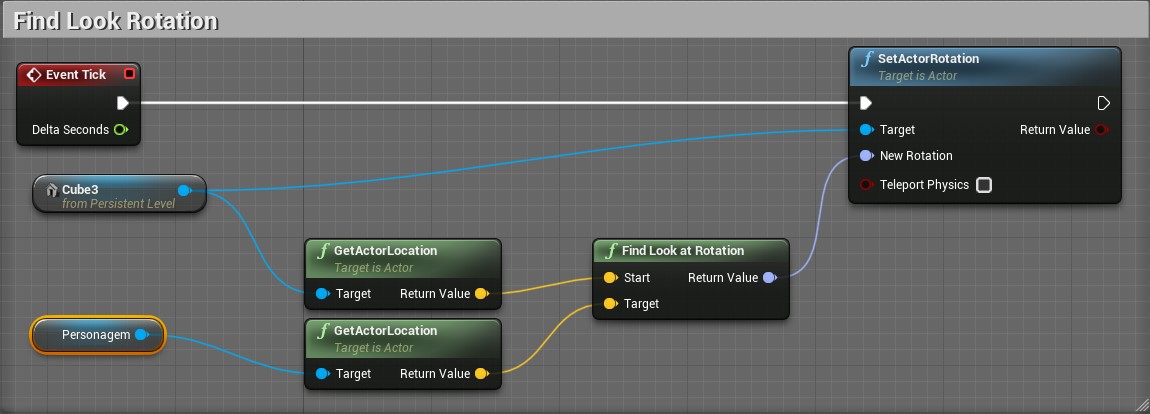 Find Look Rotation
Event Tick
Delta Seconds
Cube3
from Persistent Level
Personagem
f GetActorLocation
Target is Actor
Target Return Value
f GetActorLocation
Target is Actor
Target Return Value
f Find Look at Rotation
Start Return Value
Target
f SetActorRotation
Target is Actor
Target Return Value
New Rotation
Teleport Physics